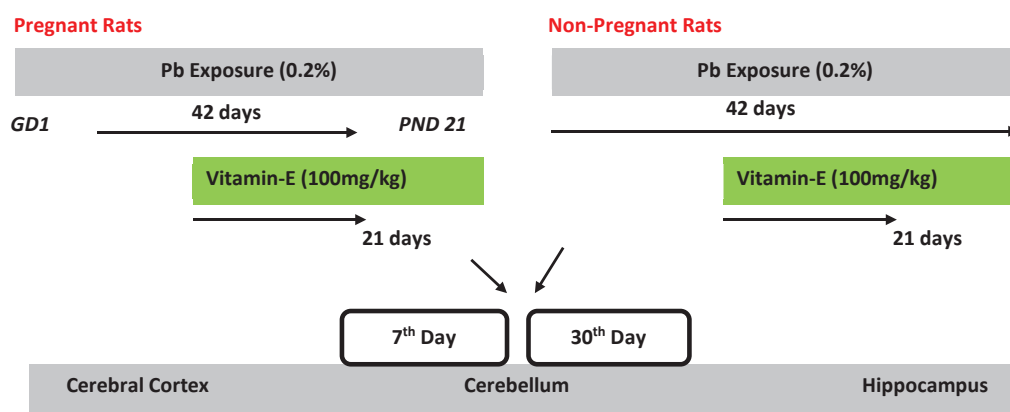 Pregnant Rats
Non-Pregnant Rats
Pb Exposure (0.2%)
Pb Exposure (0.2%)
42 days
42 days
GD1
PND 21
Vitamin-E (100mg/kg)
Vitamin-E (100mg/kg)
21 days
21 days
7th Day
30th Day
Cerebral Cortex
Cerebellum
Hippocampus